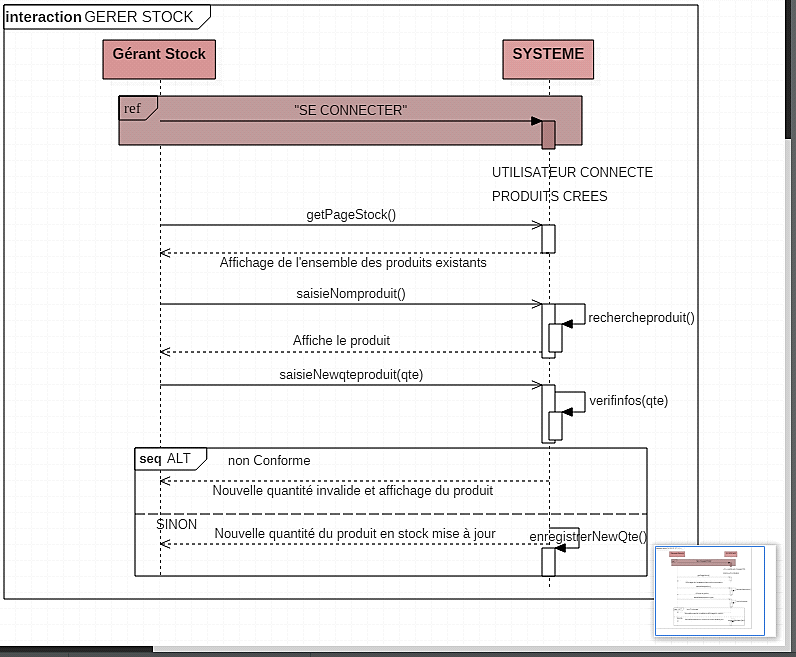 interaction GERER STOCK
Gérant Stock
SYSTEME
ref
"SE CONNECTER"
UTILISATEUR CONNECTE
PRODUITS CREES
getPageStock()
Affichage de l'ensemble des produits existants
saisieNomproduit()
rechercheproduit()
Affiche le produit
saisieNewqteproduit(qte)
verifinfos(qte)
seq ALT
non Conforme
Nouvelle quantité invalide et affichage du produit
SINON
Nouvelle quantité du produit en stock mise à jour
enregistrerNewQte()